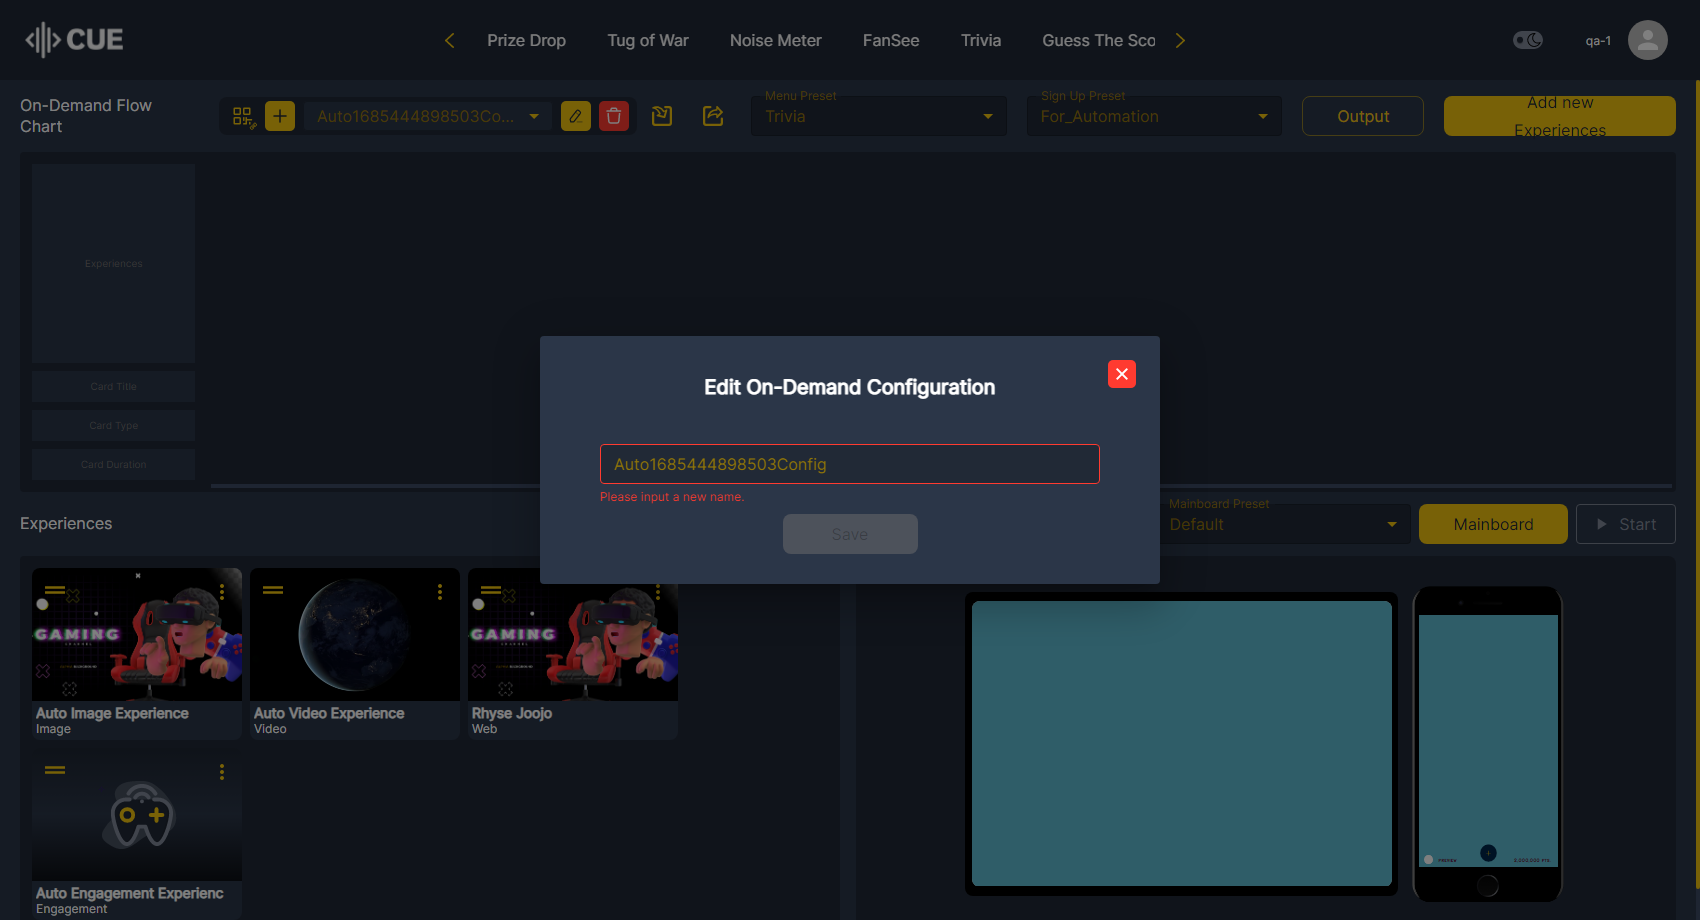 CUE
Prize Drop
Tug of War
Noise Meter
FanSee
Trivia
Guess The Sco
qa-1
On-Demand Flow
Chart
Auto1685444898503Co...
Menu Preset
Trivia
Sign Up Preset
For_Automation
Output
Add new
Experiences
Experiences
Card Title
Card Type
Card Duration
Edit On-Demand Configuration
Auto1685444898503Config
Please input a new name.
Save
Experiences
Mainboard Preset
Default
Mainboard
Start
GAMING
GAMING
Auto Image Experience
Image
Auto Video Experience
Video
Rhyse Joojo
Web
Auto Engagement Experienc
Engagement
PREVIEW